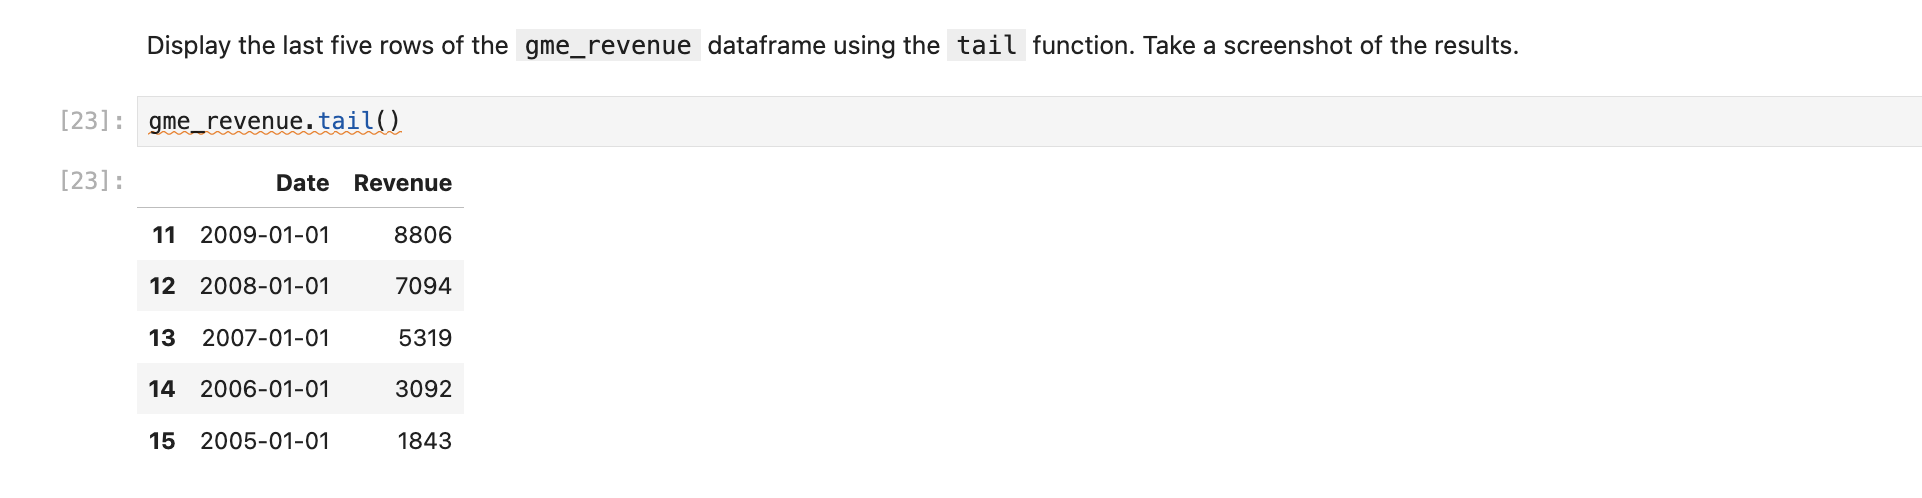 Display the last five rows of the gme_revenue dataframe using the tail function. Take a screenshot of the results.
[23]: gme_revenue.tail()
[23]: Date Revenue
11 2009-01-01 8806
12 2008-01-01 7094
13 2007-01-01 5319
14 2006-01-01 3092
15 2005-01-01 1843